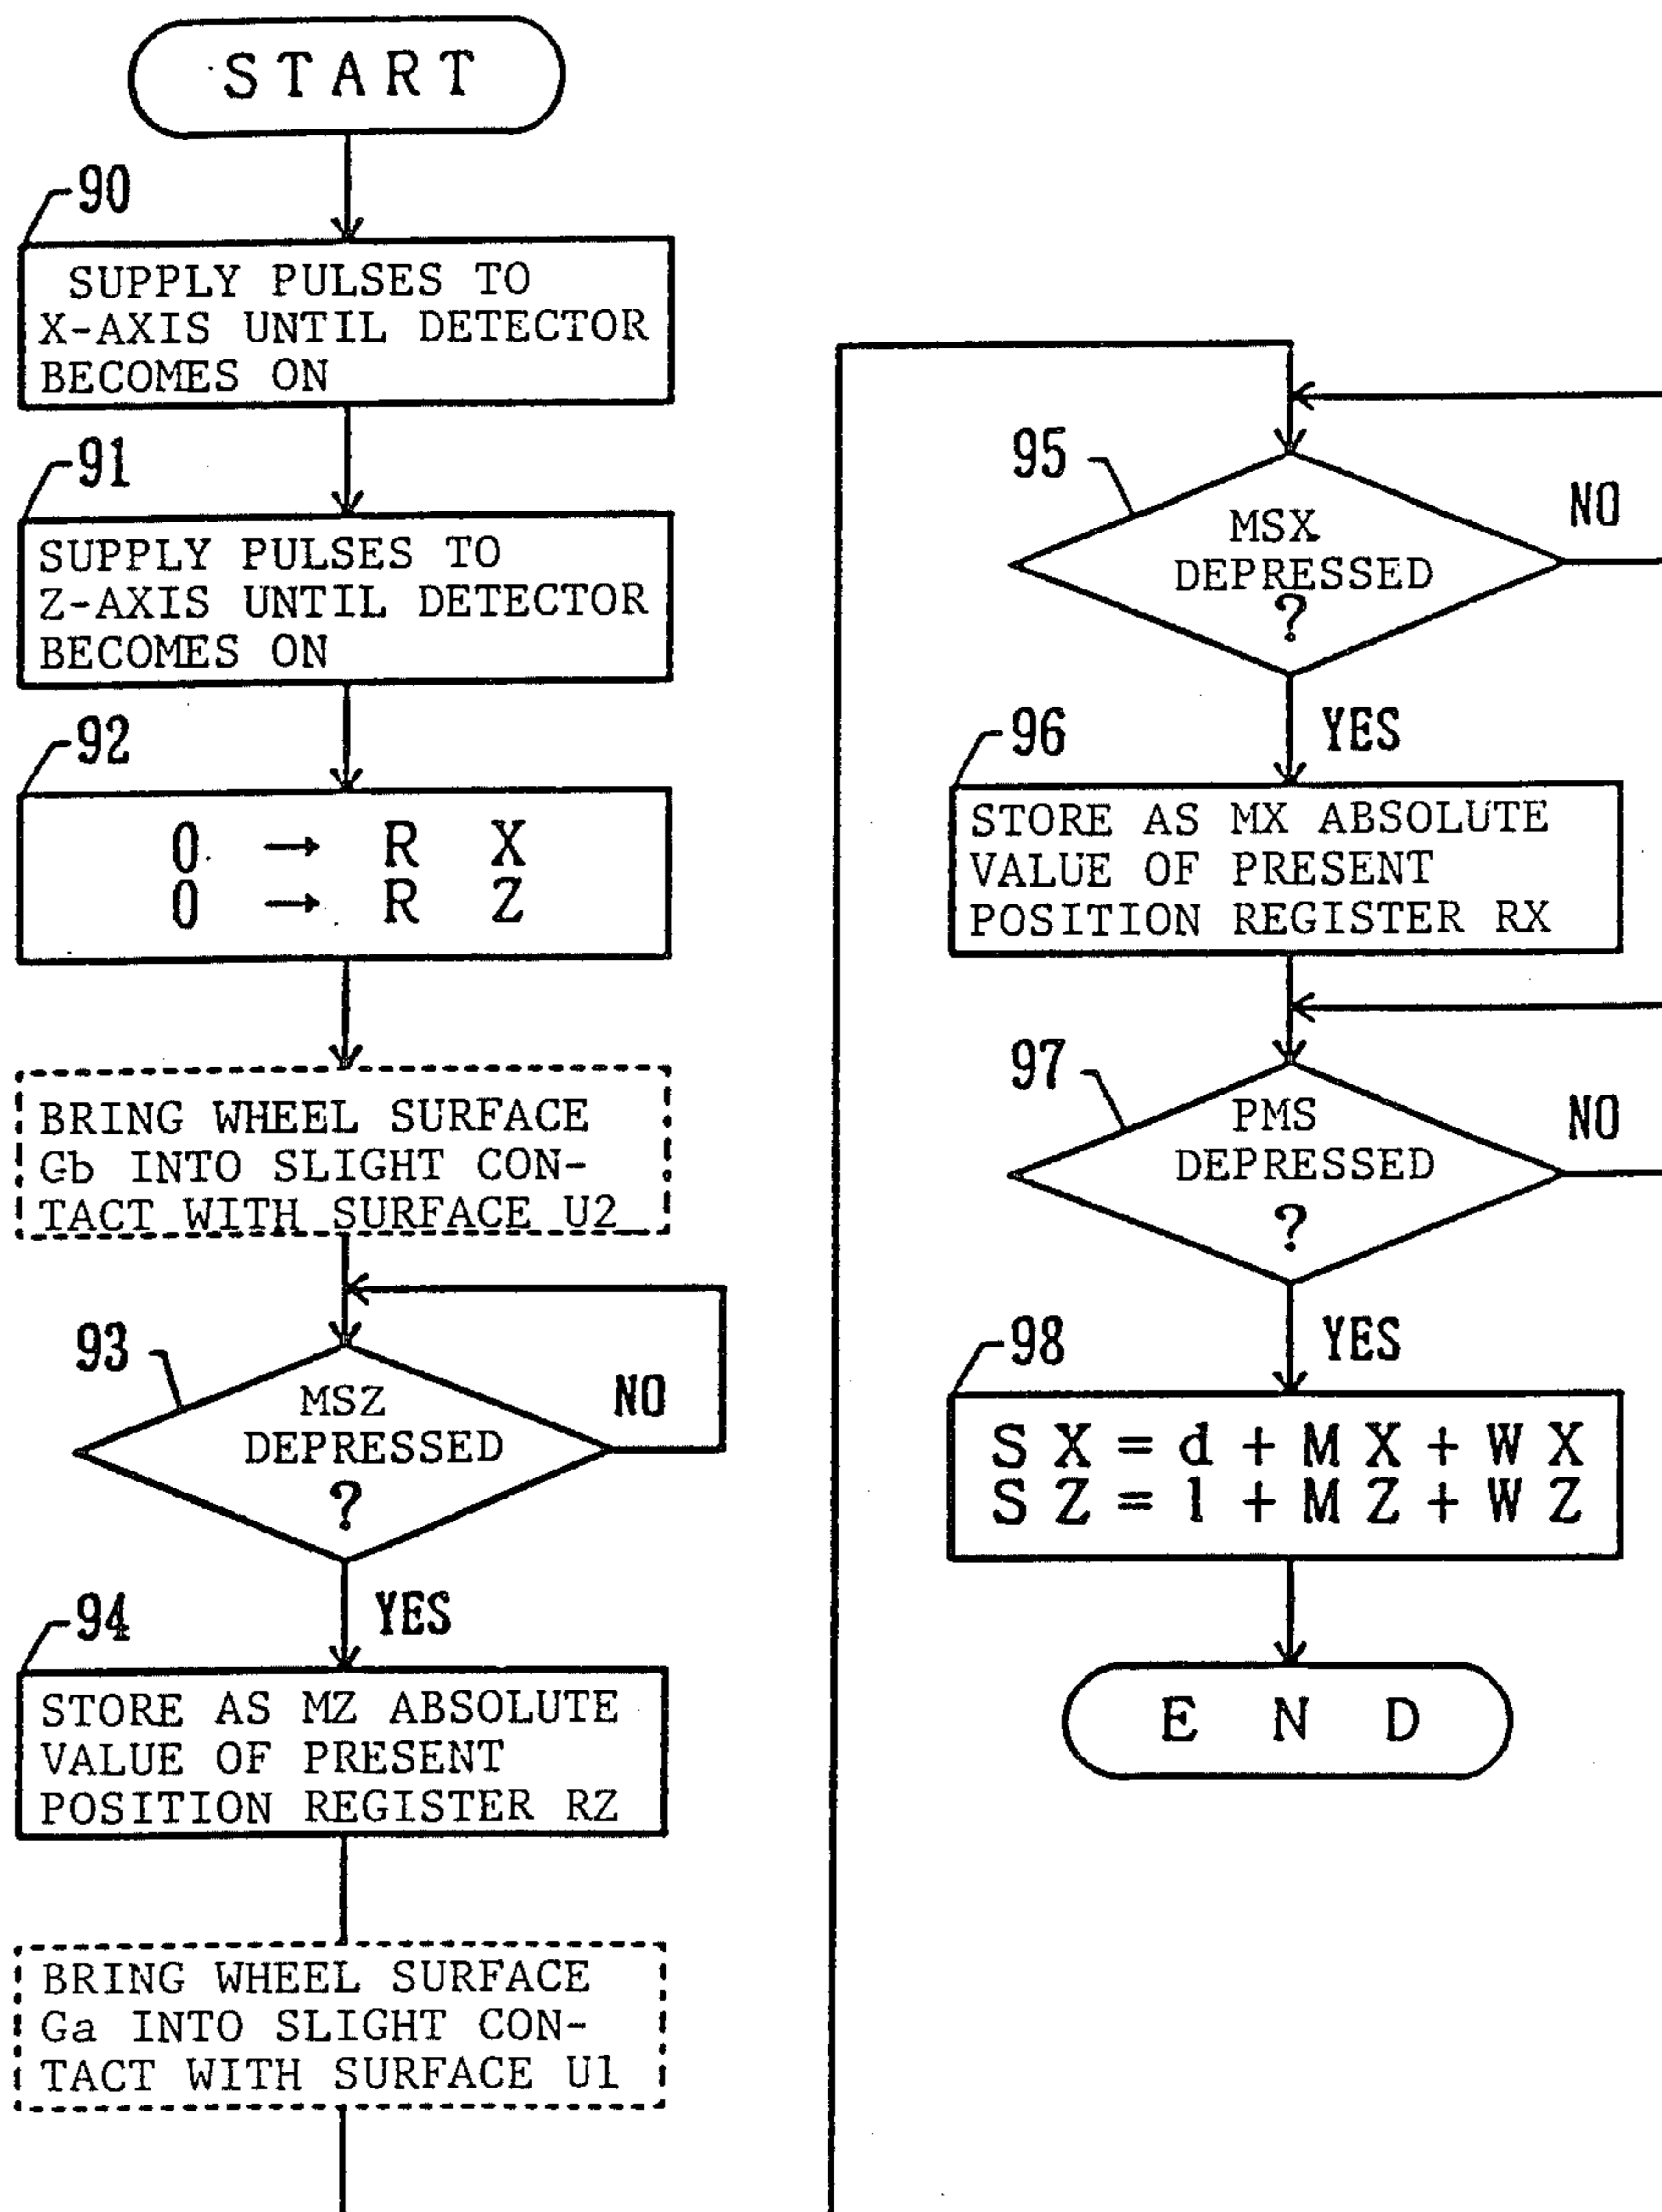 START
90
SUPPLY PULSES TO
X-AXIS UNTIL DETECTOR
BECOMES ON
91
SUPPLY PULSES TO
Z-AXIS UNTIL DETECTOR
BECOMES ON
92
0 → R X
0 → R Z
BRING WHEEL SURFACE
Gb INTO SLIGHT CON-
TACT WITH SURFACE U2
93
MSZ
DEPRESSED
?
NO
YES
94
STORE AS MZ ABSOLUTE
VALUE OF PRESENT
POSITION REGISTER RZ
BRING WHEEL SURFACE
Ga INTO SLIGHT CON-
TACT WITH SURFACE U1
95
MSX
DEPRESSED
?
NO
YES
96
STORE AS MX ABSOLUTE
VALUE OF PRESENT
POSITION REGISTER RX
97
PMS
DEPRESSED
?
NO
YES
98
S X = d + M X + W X
S Z = l + M Z + W Z
E N D